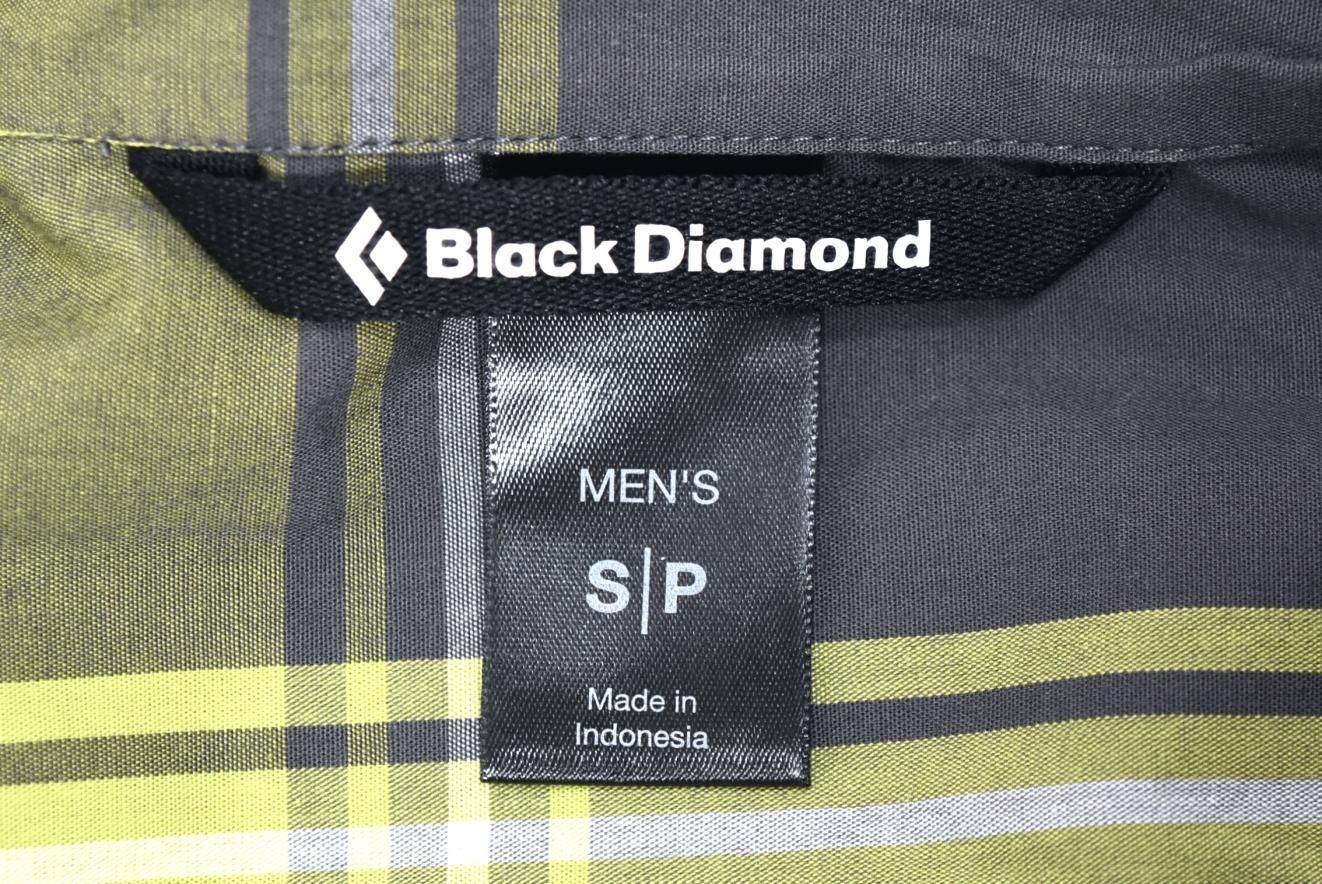 Black Diamond
MEN'S
S|P
Made in
Indonesia